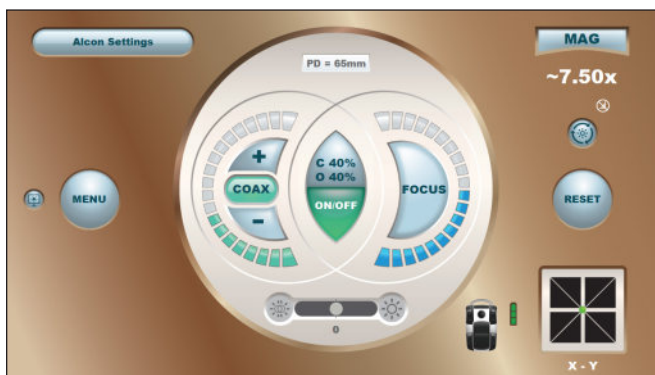 Alcon Settings
PD = 65mm
MAG
~7.50x
+
COAX
-
C 40%
O 40%
ON/OFF
FOCUS
MENU
RESET
0
X - Y